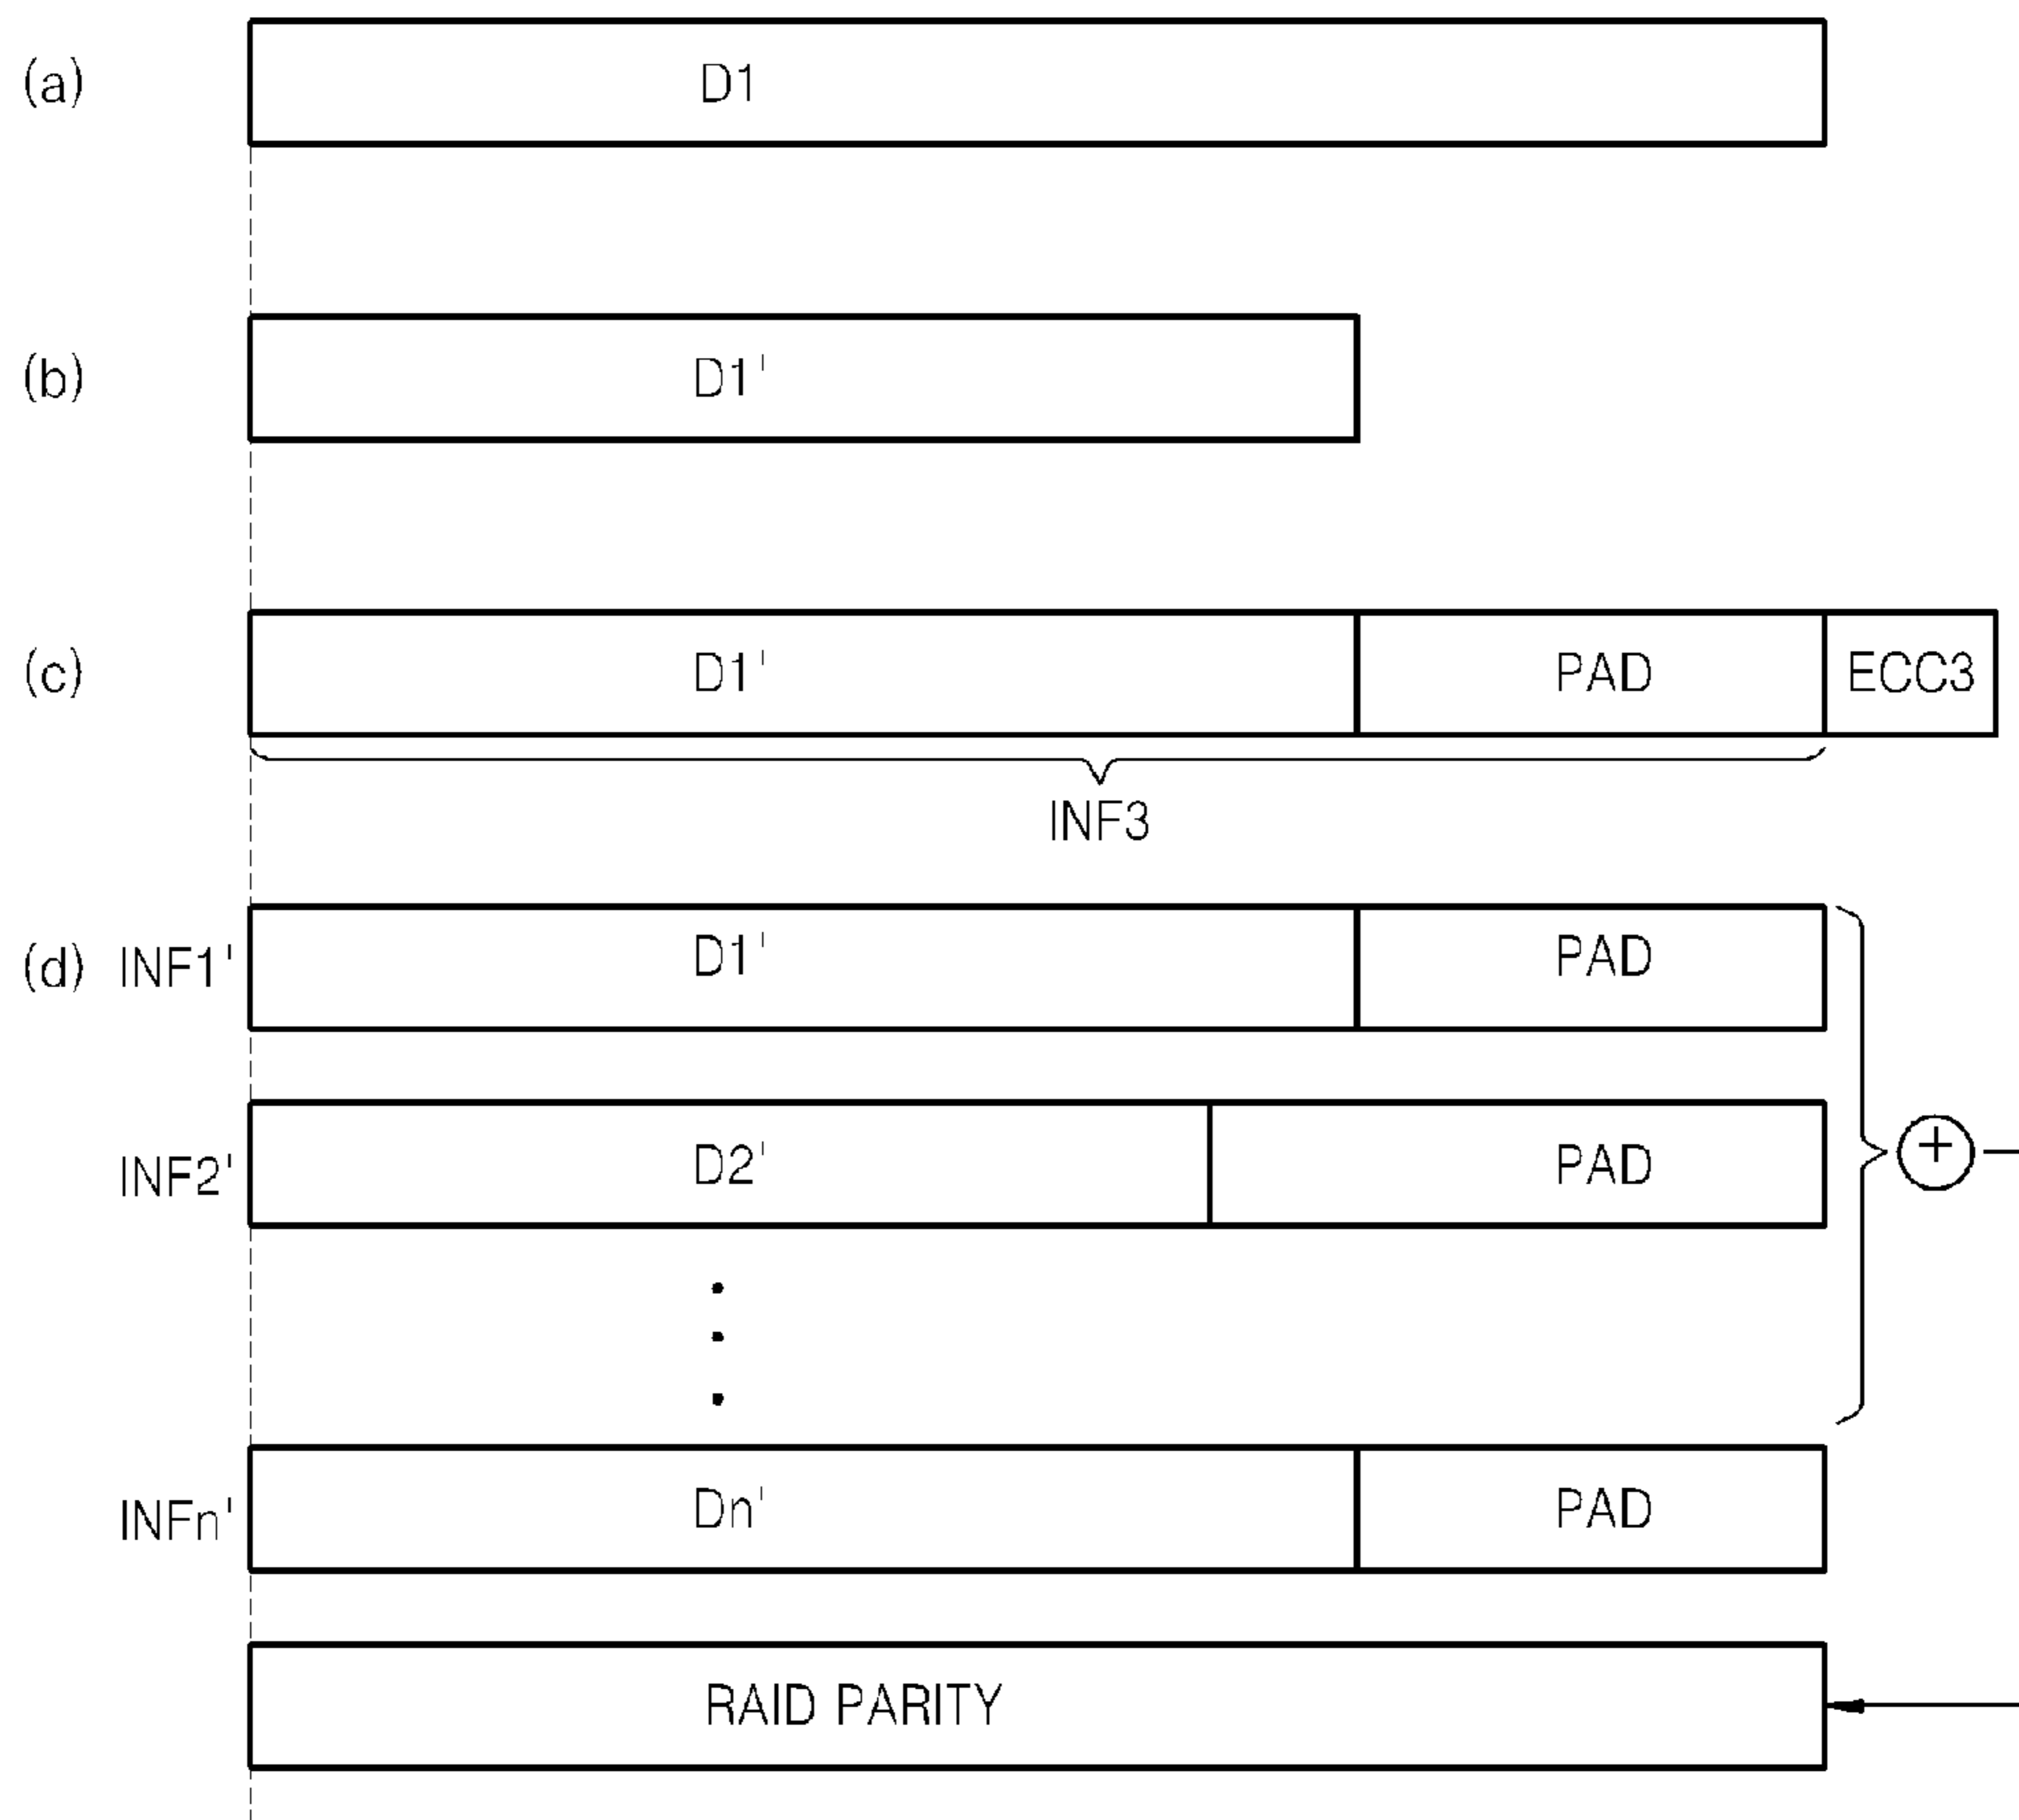 (a) D1
(b) D1'
(c) D1' PAD ECC3
INF3
(d) INF1' D1' PAD
INF2' D2' PAD
INFn' Dn' PAD
RAID PARITY